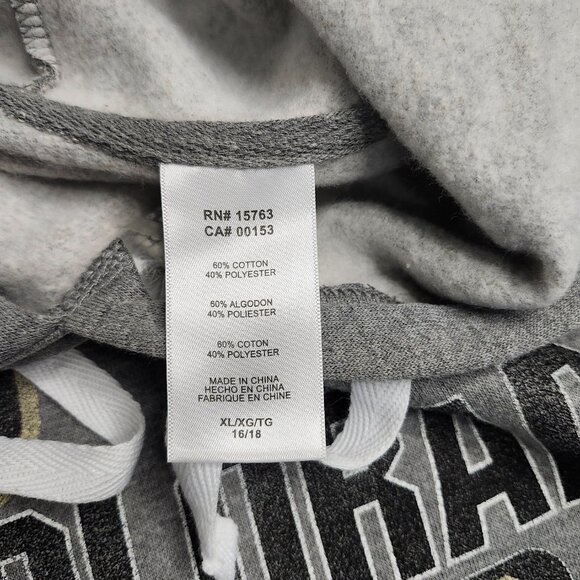 RN# 15763
CA# 00153
60% COTTON
40% POLYESTER
60% ALGODON
40% POLIESTER
60% COTON
40% POLYESTER
MADE IN CHINA
HECHO EN CHINA
FABRIQUE EN CHINE
XL/XG/TG
16/18